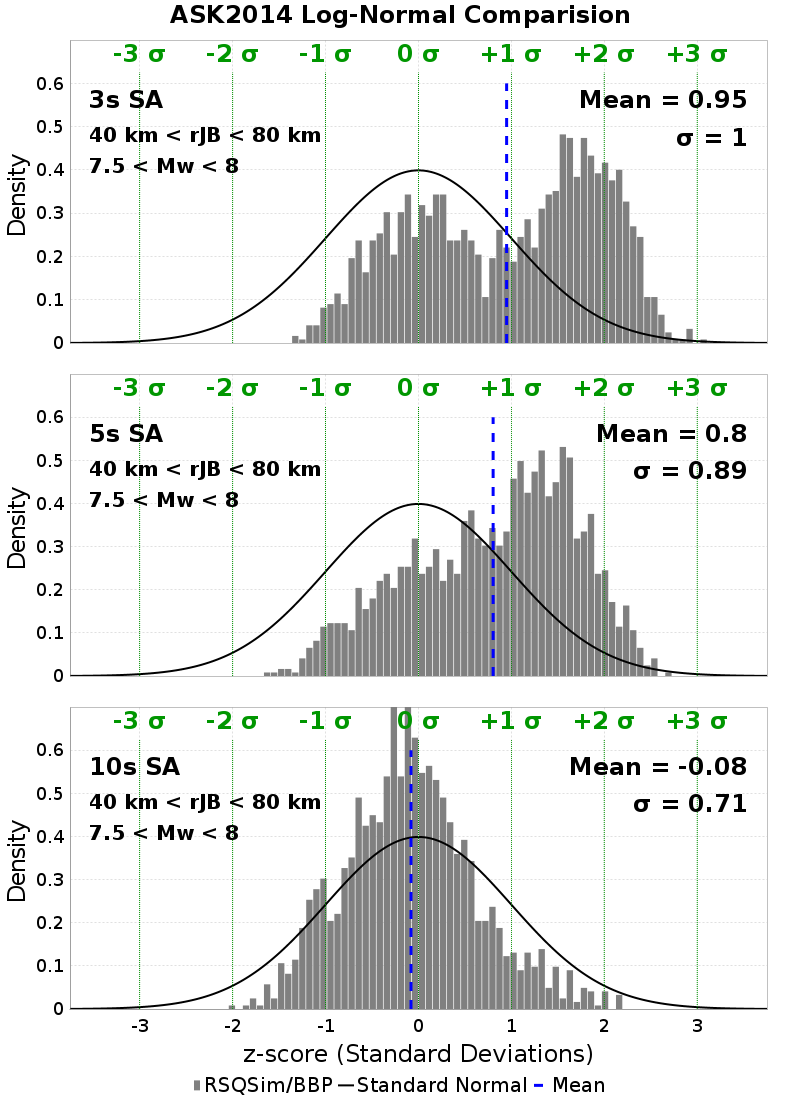 ASK2014 Log-Normal Comparision
-3 σ -2 σ -1 σ 0 σ +1 σ +2 σ +3 σ
3s SA
Mean = 0.95
40 km < rJB < 80 km
σ = 1
7.5 < Mw < 8
Density
0.6
0.5
0.4
0.3
0.2
0.1
0
-3 σ -2 σ -1 σ 0 σ +1 σ +2 σ +3 σ
5s SA
Mean = 0.8
40 km < rJB < 80 km
σ = 0.89
7.5 < Mw < 8
Density
0.6
0.5
0.4
0.3
0.2
0.1
0
-3 σ -2 σ -1 σ 0 σ +1 σ +2 σ +3 σ
10s SA
Mean = -0.08
40 km < rJB < 80 km
σ = 0.71
7.5 < Mw < 8
Density
0.6
0.5
0.4
0.3
0.2
0.1
0
-3 -2 -1 0 1 2 3
z-score (Standard Deviations)
RSQSim/BBP Standard Normal Mean